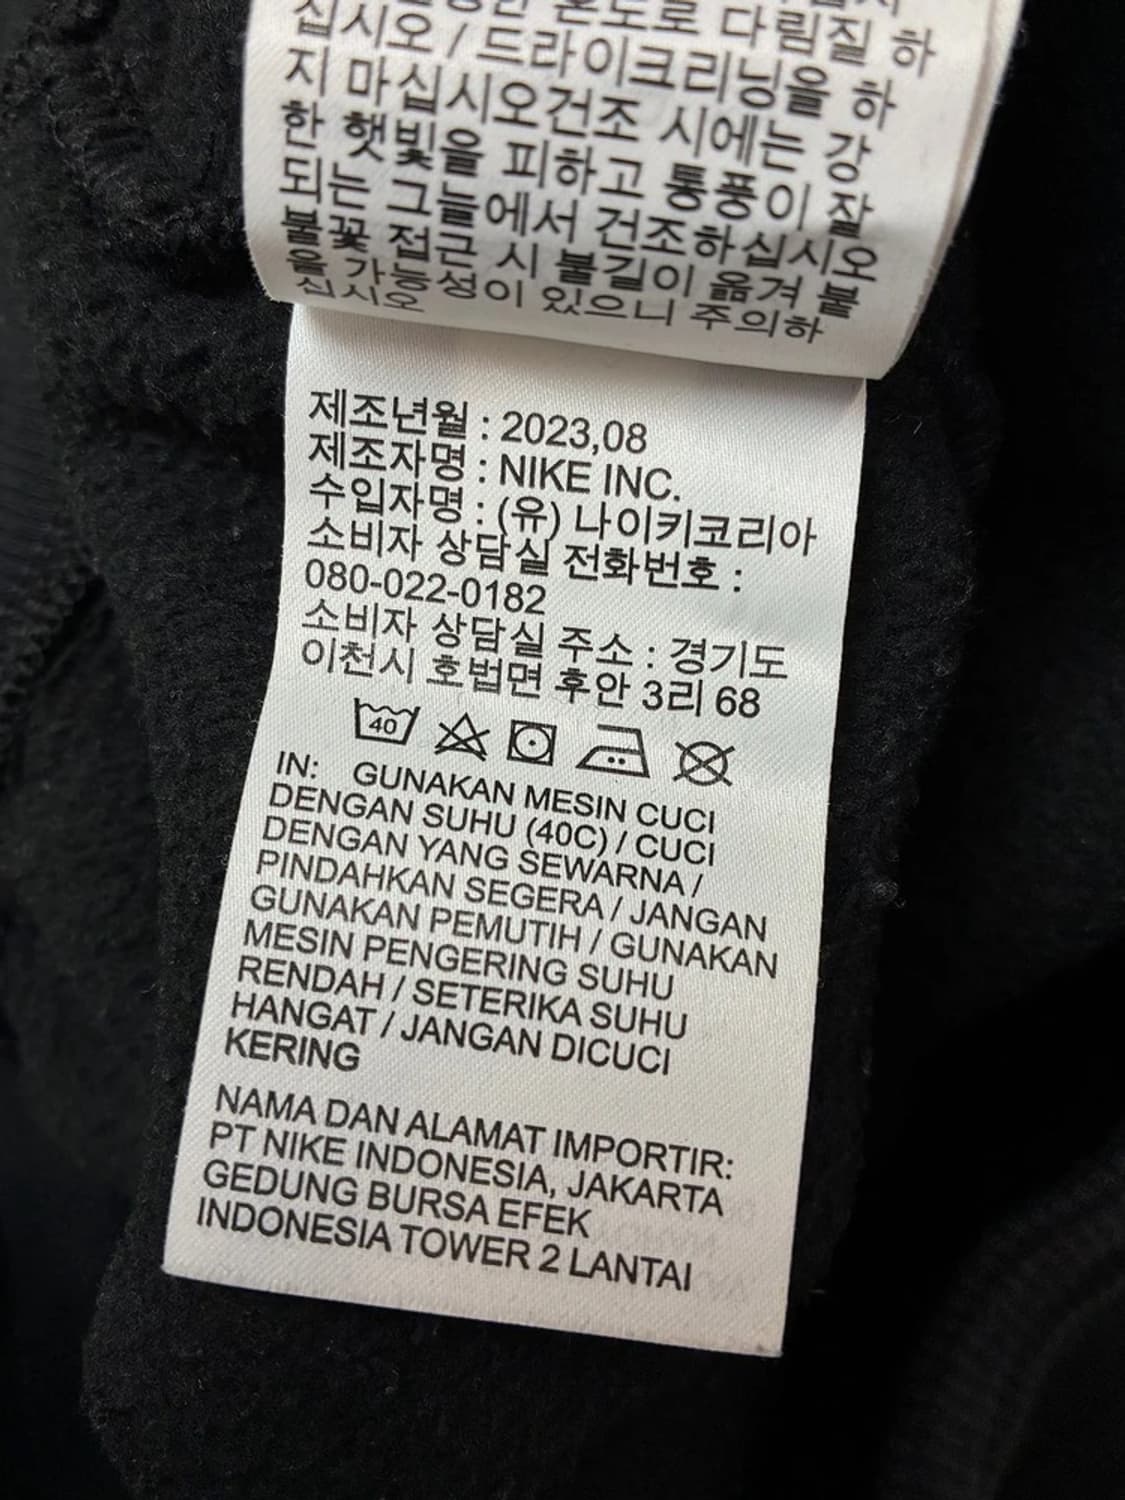 온도로 다림질 하
십시오 / 드라이크리닝을 하
지 마십시오건조 시에는 강
한 햇빛을 피하고 통풍이 잘
되는 그늘에서 건조하십시오
불꽃 접근 시 불길이 옮겨 붙
을 가능성이 있으니 주의하
십시오
제조년월 : 2023,08
제조자명 : NIKE INC.
수입자명 : (유) 나이키코리아
소비자 상담실 전화번호 :
080-022-0182
소비자 상담실 주소 : 경기도
이천시 호법면 후안 3리 68
40
IN: GUNAKAN MESIN CUCI
DENGAN SUHU (40C) / CUCI
DENGAN YANG SEWARNA /
PINDAHKAN SEGERA / JANGAN
GUNAKAN PEMUTIH / GUNAKAN
MESIN PENGERING SUHU
RENDAH / SETERIKA SUHU
HANGAT / JANGAN DICUCI
KERING
NAMA DAN ALAMAT IMPORTIR:
PT NIKE INDONESIA, JAKARTA
GEDUNG BURSA EFEK
INDONESIA TOWER 2 LANTAI